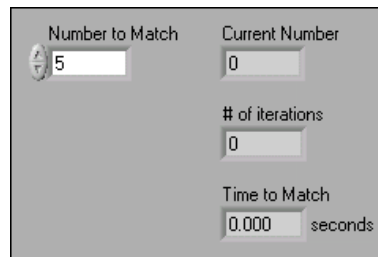 Number to Match
5
Current Number
0
# of iterations
0
Time to Match
0.000 seconds